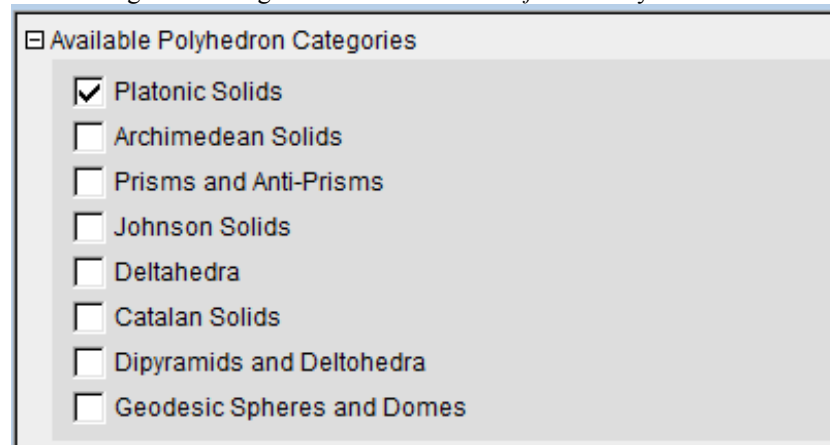 Available Polyhedron Categories
Platonic Solids
Archimedean Solids
Prisms and Anti-Prisms
Johnson Solids
Deltahedra
Catalan Solids
Dipyramids and Deltohedra
Geodesic Spheres and Domes